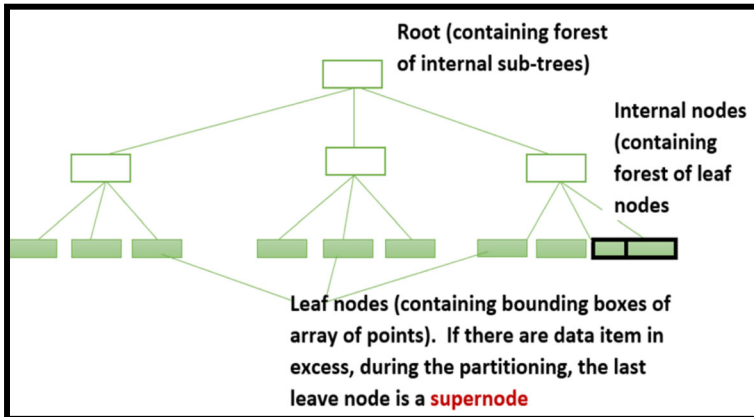 Root (containing forest
of internal sub-trees)
Internal nodes
(containing
forest of leaf
nodes
Leaf nodes (containing bounding boxes of
array of points). If there are data item in
excess, during the partitioning, the last
leave node is a supernode